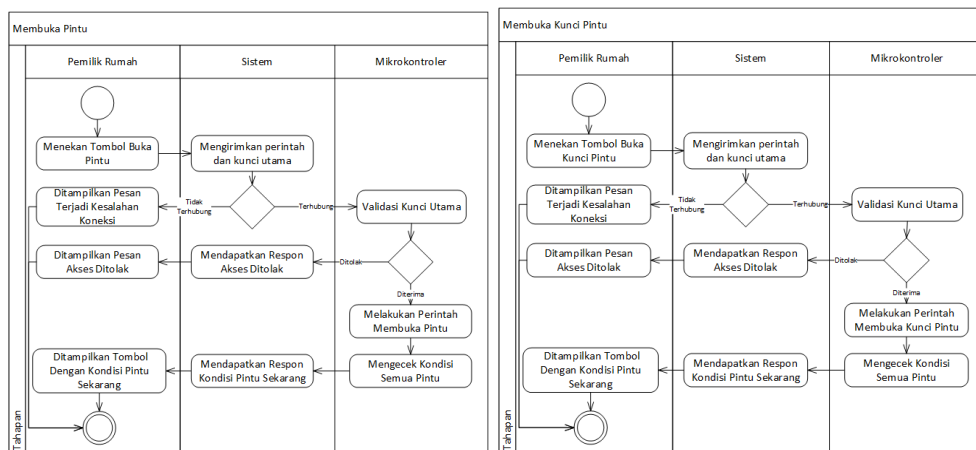 Membuka Pintu
Pemilik Rumah
Sistem
Mikrokontroler
Menekan Tombol Buka
Pintu
Mengirimkan perintah
dan kunci utama
Ditampilkan Pesan
Terjadi Kesalahan
Koneksi
Tidak
Terhubung
Terhubung
Validasi Kunci Utama
Ditampilkan Pesan
Akses Ditolak
Mendapatkan Respon
Akses Ditolak
Ditolak
Diterima
Melakukan Perintah
Membuka Pintu
Ditampilkan Tombol
Dengan Kondisi Pintu
Sekarang
Mendapatkan Respon
Kondisi Pintu Sekarang
Mengecek Kondisi
Semua Pintu
Tahapan
Membuka Kunci Pintu
Pemilik Rumah
Sistem
Mikrokontroler
Menekan Tombol Buka
Kunci Pintu
Mengirimkan perintah
dan kunci utama
Ditampilkan Pesan
Terjadi Kesalahan
Koneksi
Tidak
Terhubung
Terhubung
Validasi Kunci Utama
Ditampilkan Pesan
Akses Ditolak
Mendapatkan Respon
Akses Ditolak
Ditolak
Diterima
Melakukan Perintah
Membuka Kunci Pintu
Ditampilkan Tombol
Dengan Kondisi Pintu
Sekarang
Mendapatkan Respon
Kondisi Pintu Sekarang
Mengecek Kondisi
Semua Pintu
Tahapan